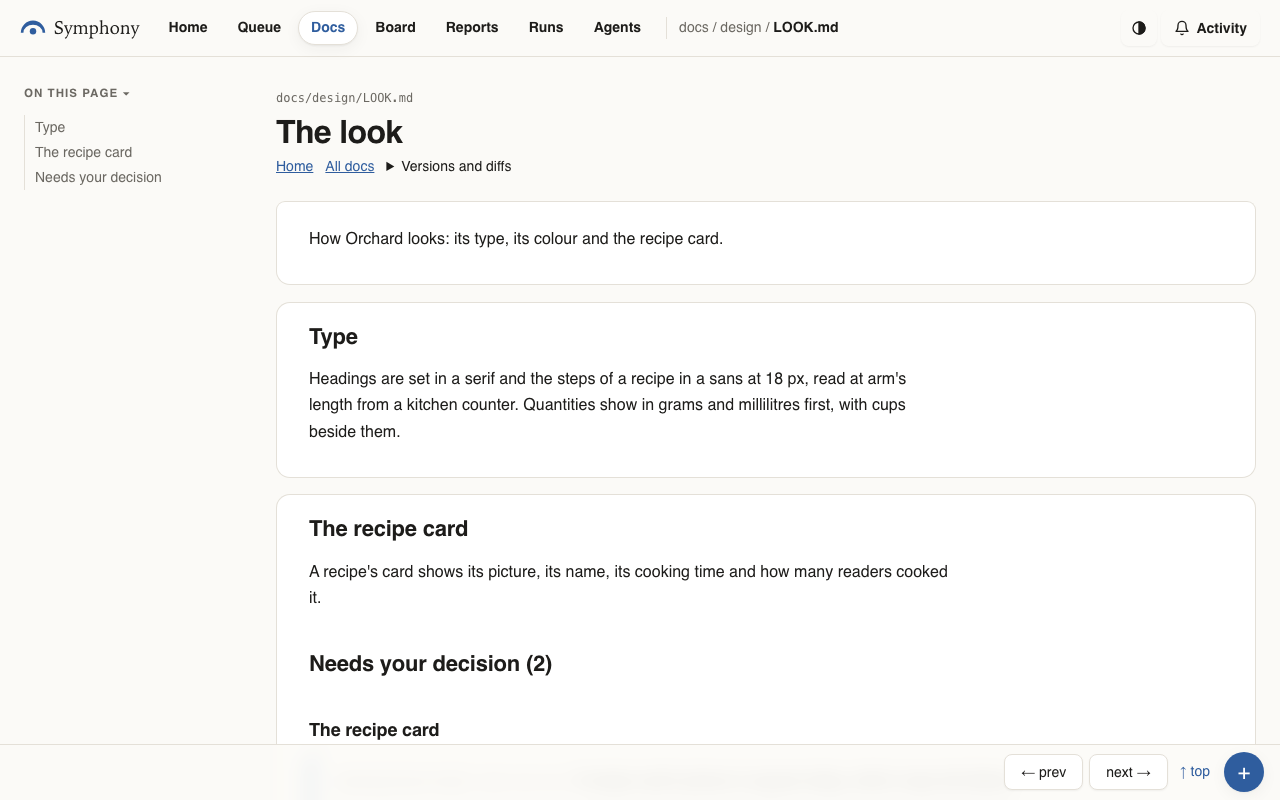 Symphony
Home
Queue
Docs
Board
Reports
Runs
Agents
docs / design / LOOK.md
Activity
ON THIS PAGE
Type
The recipe card
Needs your decision
docs/design/LOOK.md
The look
Home
All docs
Versions and diffs
How Orchard looks: its type, its colour and the recipe card.
Type
Headings are set in a serif and the steps of a recipe in a sans at 18 px, read at arm's
length from a kitchen counter. Quantities show in grams and millilitres first, with cups
beside them.
The recipe card
A recipe's card shows its picture, its name, its cooking time and how many readers cooked
it.
Needs your decision (2)
The recipe card
← prev
next →
↑ top
+